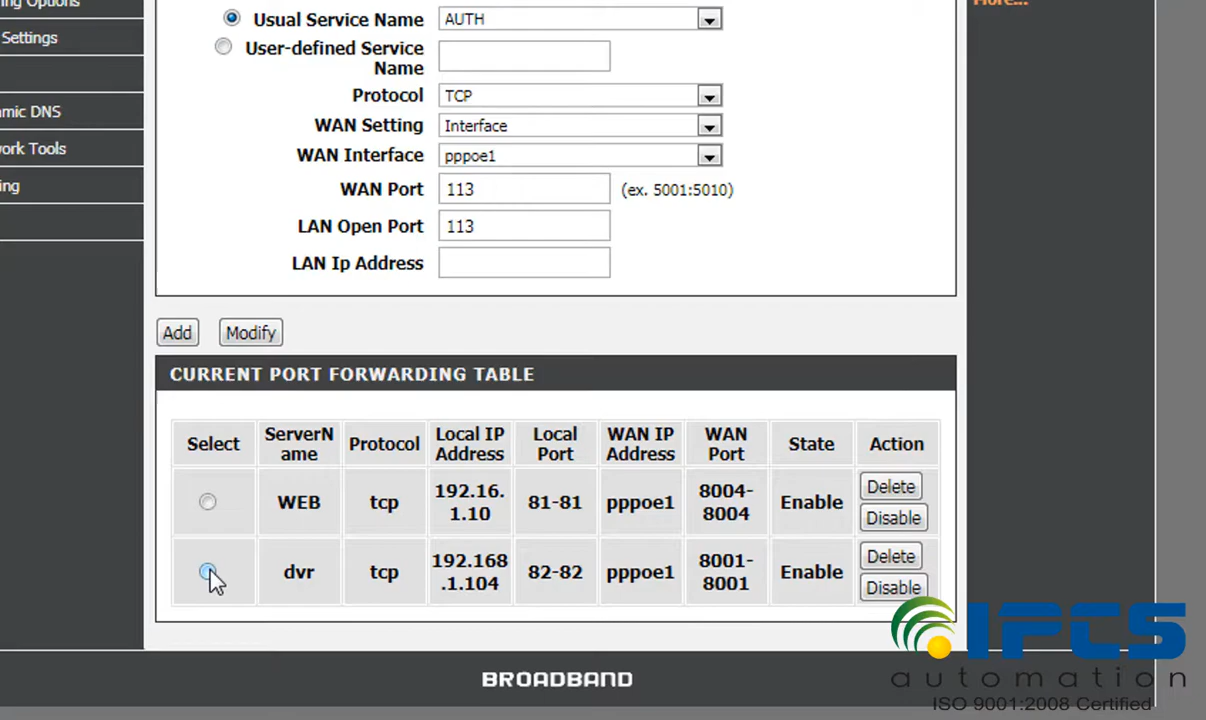 ing Options
More...
Usual Service Name AUTH
Settings
User-defined Service
Name
Protocol TCP
amic DNS
WAN Setting Interface
work Tools
WAN Interface pppoe1
ing
WAN Port 113 (ex. 5001:5010)
LAN Open Port 113
LAN Ip Address
Add Modify
CURRENT PORT FORWARDING TABLE
Select ServerN Protocol Local IP Local WAN IP WAN State Action
ame Address Port Address Port
WEB tcp 192.16. 81-81 pppoe1 8004- Enable Delete
1.10 8004 Disable
dvr tcp 192.168 82-82 pppoe1 8001- Enable Delete
.1.104 8001 Disable
IFCS
automation
BROADBAND
ISO 9001:2008 Certified